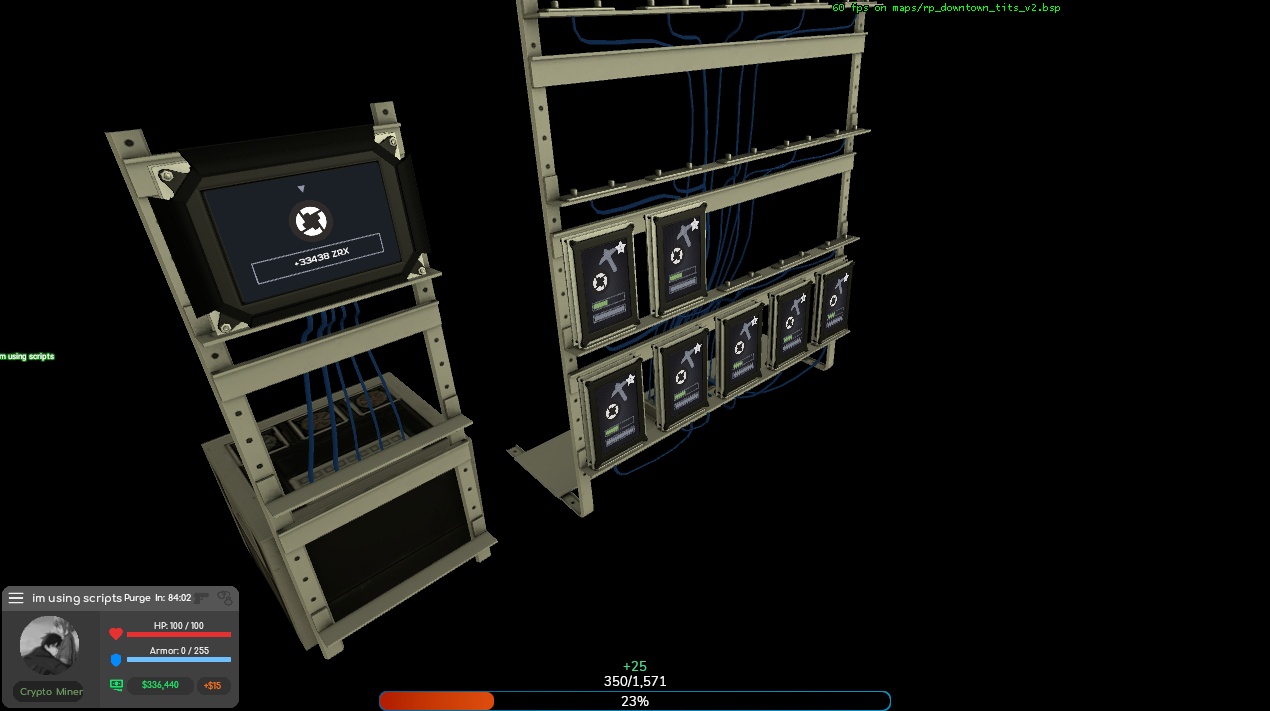 60 fps on maps/rp_downtown_tits_v2.bsp
+33438 ZRX
m using scripts
im using scripts Purge In: 84:02
HP: 100 / 100
Armor: 0 / 255
Crypto Miner
$336,440
+$15
+25
350/1,571
23%